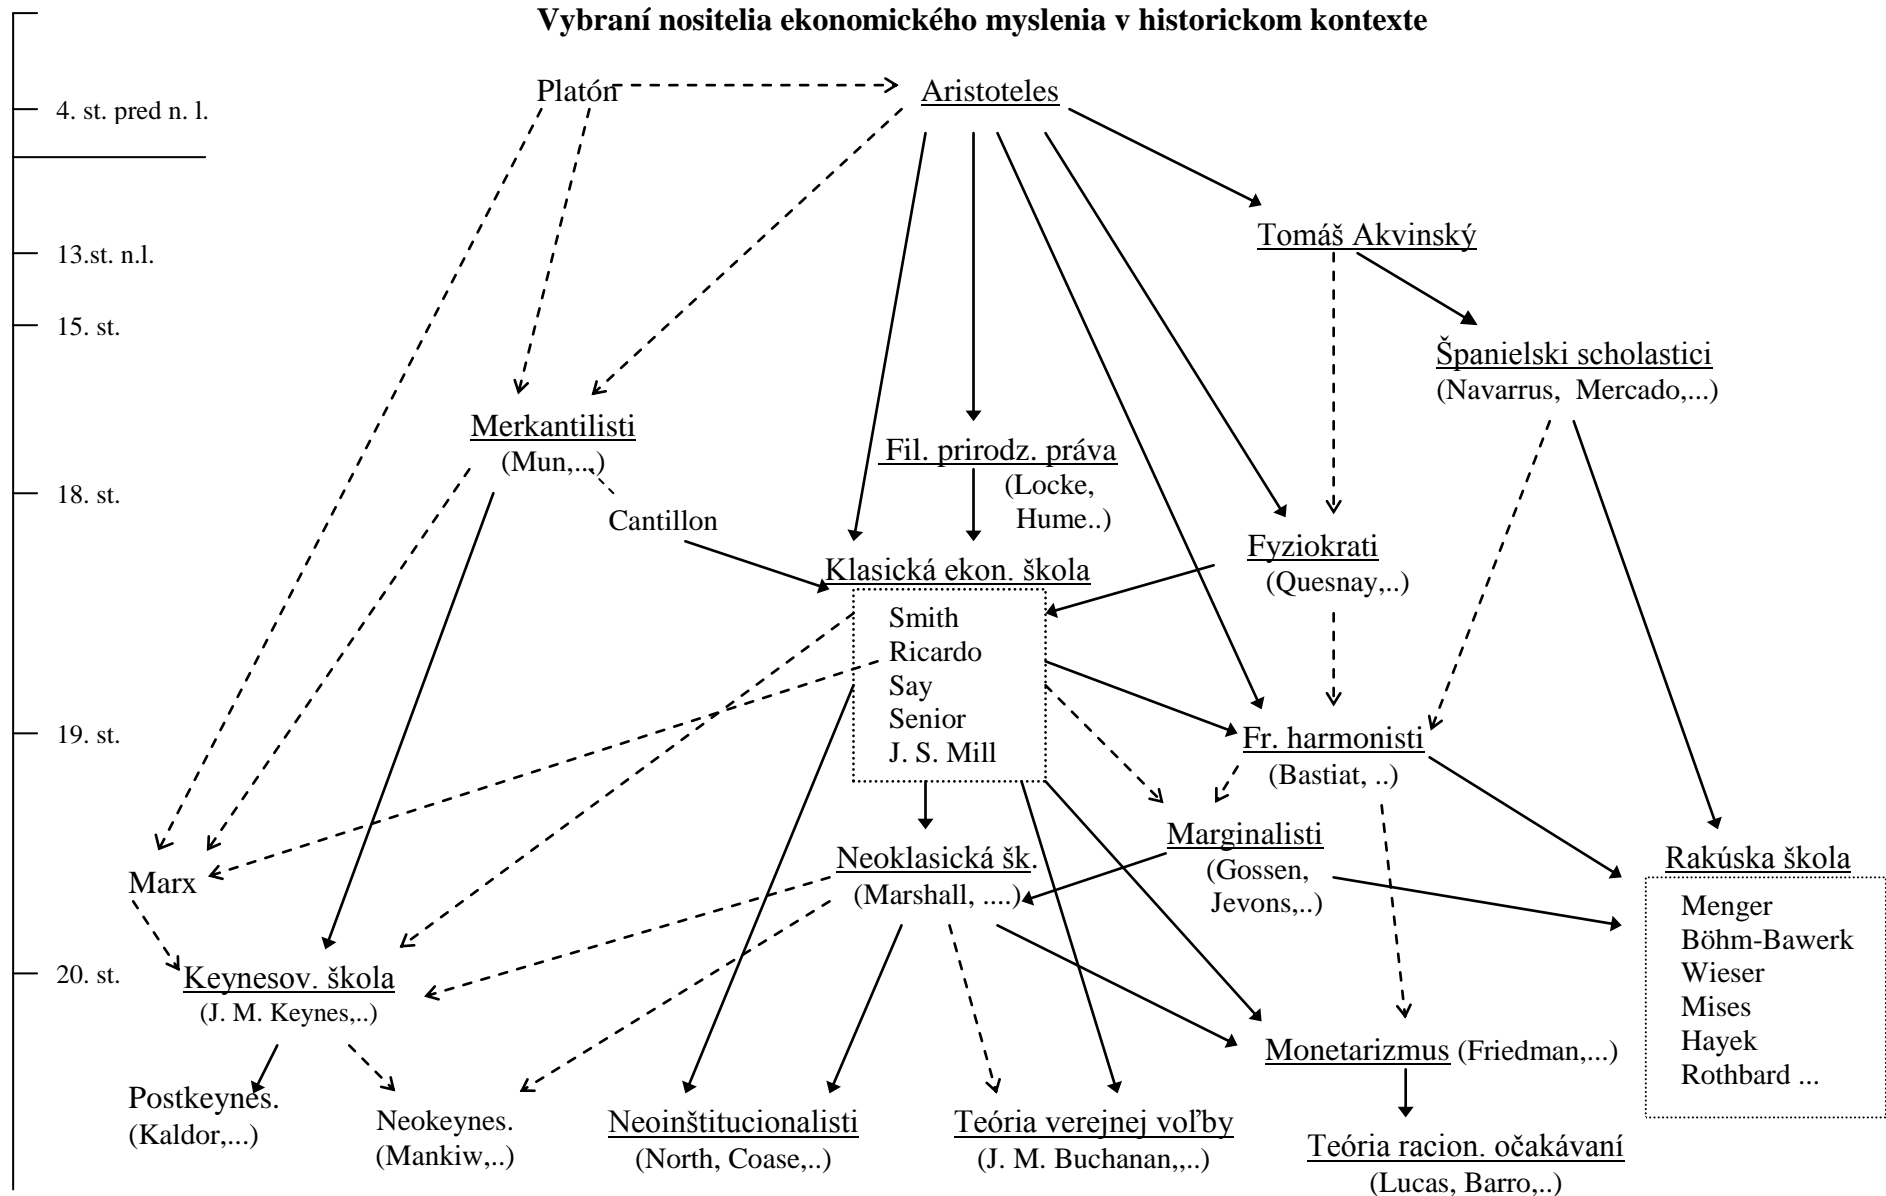 Vybraní nositelia ekonomického myslenia v historickom kontexte
Platón
Aristoteles
4. st. pred n. l.
Tomáš Akvinský
13.st. n.l.
15. st.
Španielski scholastici
(Navarrus, Mercado,...)
Merkantilisti
(Mun,...)
Fil. prirodz. práva
(Locke,
Hume..)
18. st.
Cantillon
Fyziokrati
(Quesnay,..)
Klasická ekon. škola
Smith
Ricardo
Say
Senior
J. S. Mill
19. st.
Fr. harmonisti
(Bastiat, ..)
Marginalisti
(Gossen,
Jevons,..)
Neoklasická šk.
(Marshall, ....)
Rakúska škola
Menger
Böhm-Bawerk
Wieser
Mises
Hayek
Rothbard ...
Marx
20. st.
Keynesov. škola
(J. M. Keynes,..)
Monetarizmus (Friedman,...)
Postkeynes.
(Kaldor,...)
Neokeynes.
(Mankiw,..)
Neoinštitucionalisti
(North, Coase,..)
Teória verejnej voľby
(J. M. Buchanan,,..)
Teória racion. očakávaní
(Lucas, Barro,..)